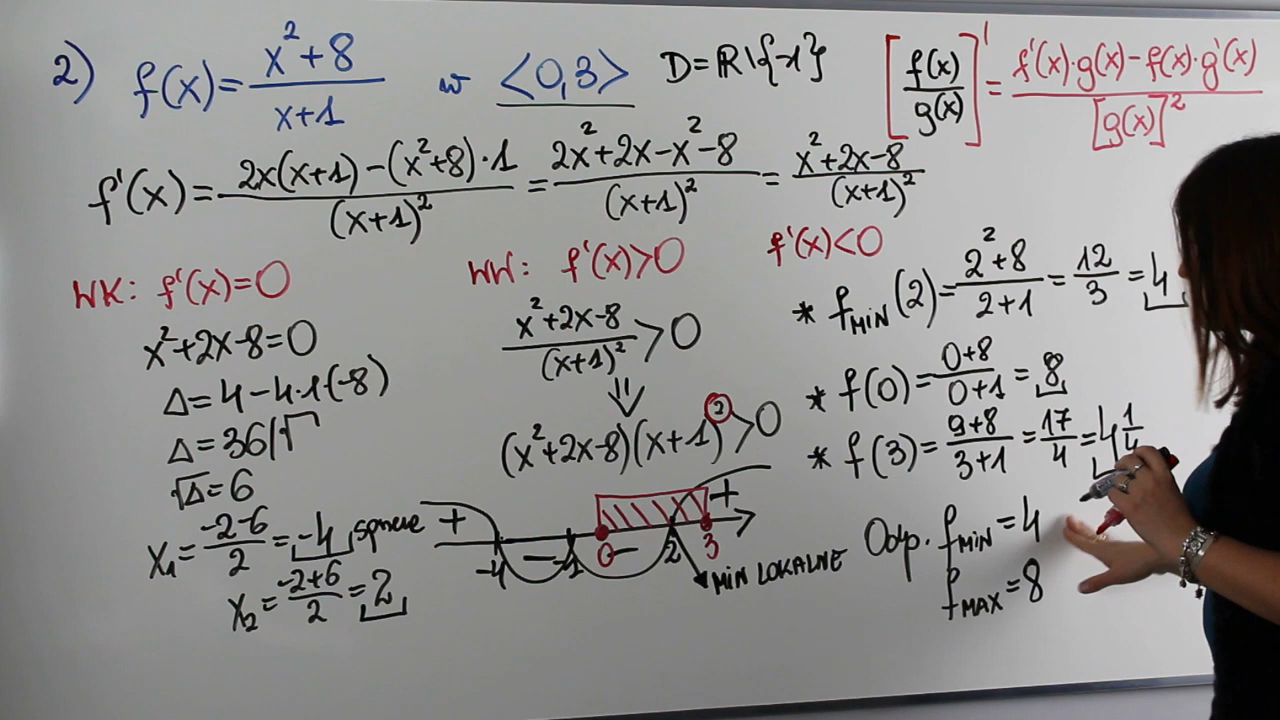 2) f(x)=x²+8/x+1 w <0,3> D=R\{-1} [f(x)/g(x)]'=f'(x)·g(x)-f(x)·g'(x)/[g(x)]²
f'(x)=2x(x+1)-(x²+8)·1/(x+1)²=2x²+2x-x²-8/(x+1)²=x²+2x-8/(x+1)²
WK: f'(x)=0
x²+2x-8=0
Δ=4-4·1(-8)
Δ=36|√
√Δ=6
x₁=-2-6/2=-4
x₂=-2+6/2=2
WW: f'(x)>0 f'(x)<0
x²+2x-8/(x+1)²>0
⇓
(x²+2x-8)(x+1)²>0
+ - - +
-4 -1 0 2 3
MIN LOKALNE
* fMIN(2)=2²+8/2+1=12/3=4
* f(0)=0+8/0+1=8
* f(3)=9+8/3+1=17/4=4 1/4
Odp. fMIN=4
fMAX=8